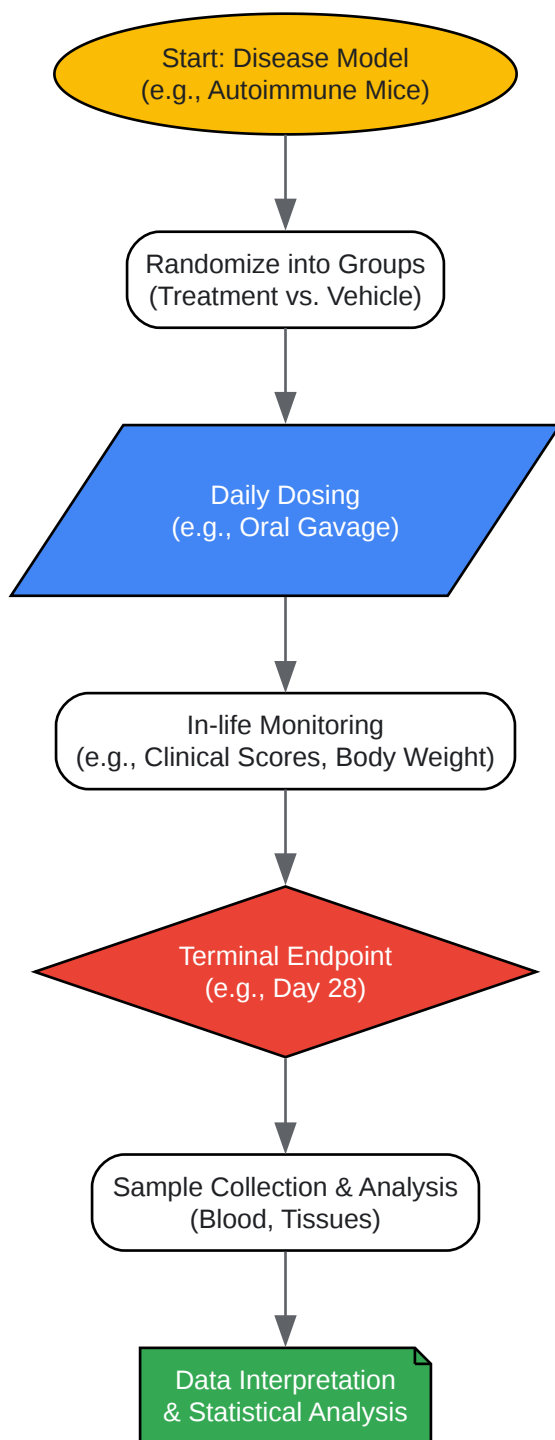 Start: Disease Model
(e.g., Autoimmune Mice)
Randomize into Groups
(Treatment vs. Vehicle)
Daily Dosing
(e.g., Oral Gavage)
In-life Monitoring
(e.g., Clinical Scores, Body Weight)
Terminal Endpoint
(e.g., Day 28)
Sample Collection & Analysis
(Blood, Tissues)
Data Interpretation
& Statistical Analysis